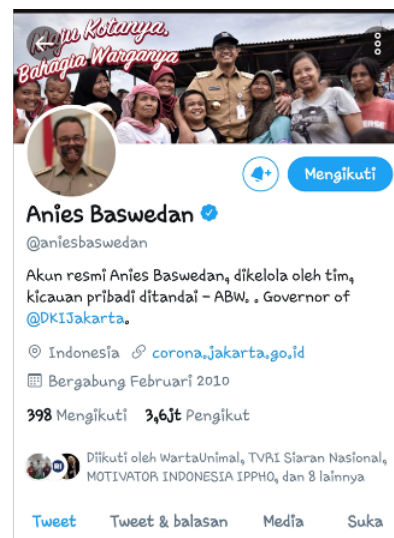 Maju Kotanya,
Bahagia Warganya
Mengikuti
Anies Baswedan
@aniesbaswedan
Akun resmi Anies Baswedan, dikelola oleh tim,
kicauan pribadi ditandai – ABW. . Governor of
@DKIJakarta.
Indonesia corona.jakarta.go.id
Bergabung Februari 2010
398 Mengikuti 3,6jt Pengikut
Diikuti oleh WartaUnimal, TVRI Siaran Nasional,
MOTIVATOR INDONESIA IPPHO, dan 8 lainnya
Tweet Tweet & balasan Media Suka